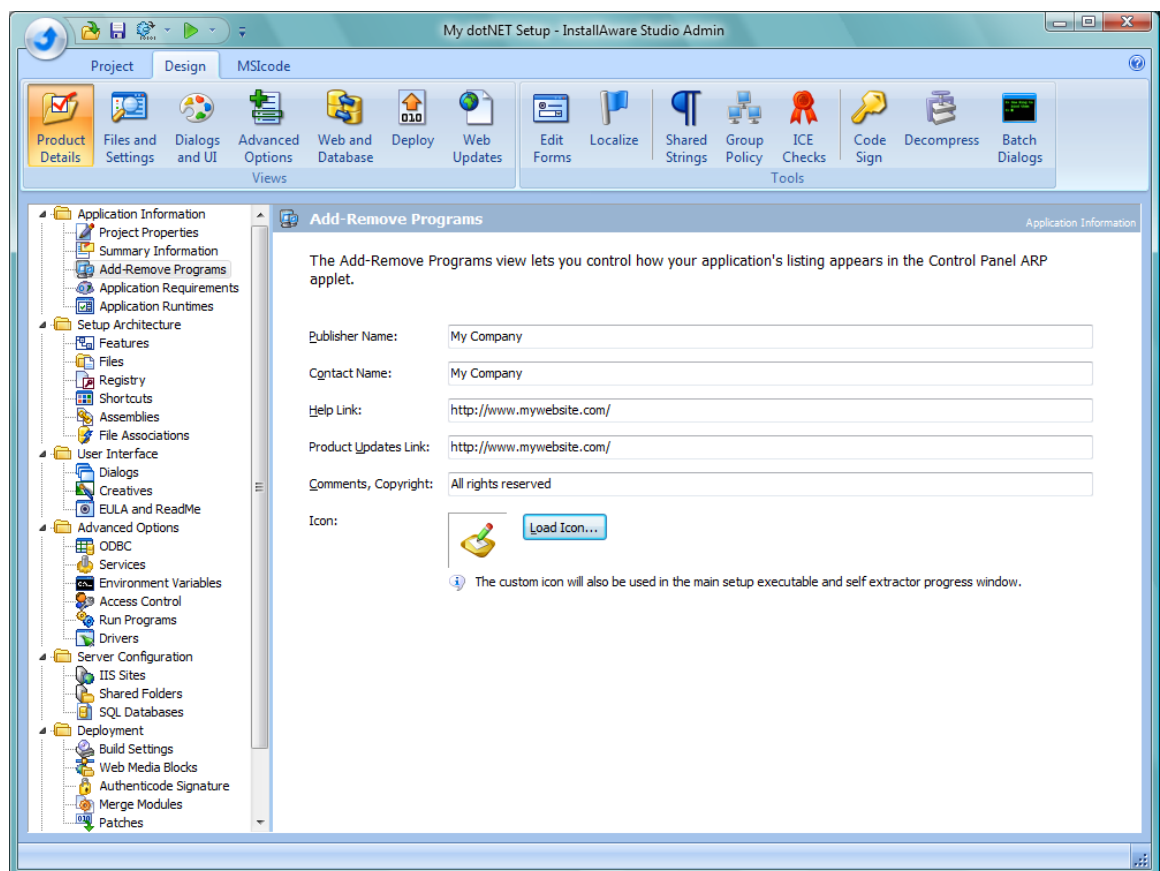 My dotNET Setup - InstallAware Studio Admin
Project Design MSIcode
Product Details
Files and Settings
Dialogs and UI
Advanced Options
Web and Database
Deploy
Web Updates
Views
Edit Forms
Localize
Shared Strings
Group Policy
ICE Checks
Code Sign
Decompress
Batch Dialogs
Tools
Application Information
Project Properties
Summary Information
Add-Remove Programs
Application Requirements
Application Runtimes
Setup Architecture
Features
Files
Registry
Shortcuts
Assemblies
File Associations
User Interface
Dialogs
Creatives
EULA and ReadMe
Advanced Options
ODBC
Services
Environment Variables
Access Control
Run Programs
Drivers
Server Configuration
IIS Sites
Shared Folders
SQL Databases
Deployment
Build Settings
Web Media Blocks
Authenticode Signature
Merge Modules
Patches
Add-Remove Programs
Application Information
The Add-Remove Programs view lets you control how your application's listing appears in the Control Panel ARP
applet.
Publisher Name: My Company
Contact Name: My Company
Help Link: http://www.mywebsite.com/
Product Updates Link: http://www.mywebsite.com/
Comments, Copyright: All rights reserved
Icon: Load Icon...
The custom icon will also be used in the main setup executable and self extractor progress window.